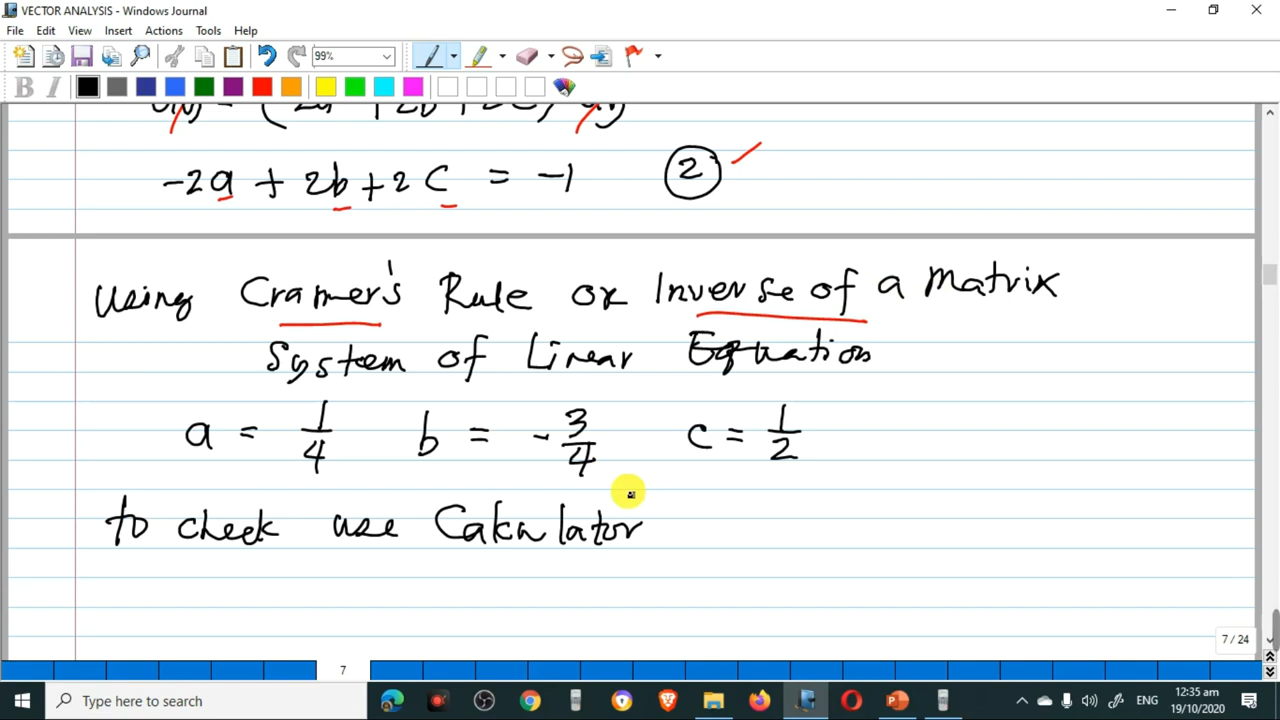 VECTOR ANALYSIS - Windows Journal
File Edit View Insert Actions Tools Help
99%
B I
-2a + 2b + 2c = -1 2
Using Cramer's Rule or Inverse of a Matrix
System of Linear Equation
a = 1/4 b = -3/4 c = 1/2
to check use Calculator
7 / 24
7
Type here to search
ENG
12:35 am
19/10/2020